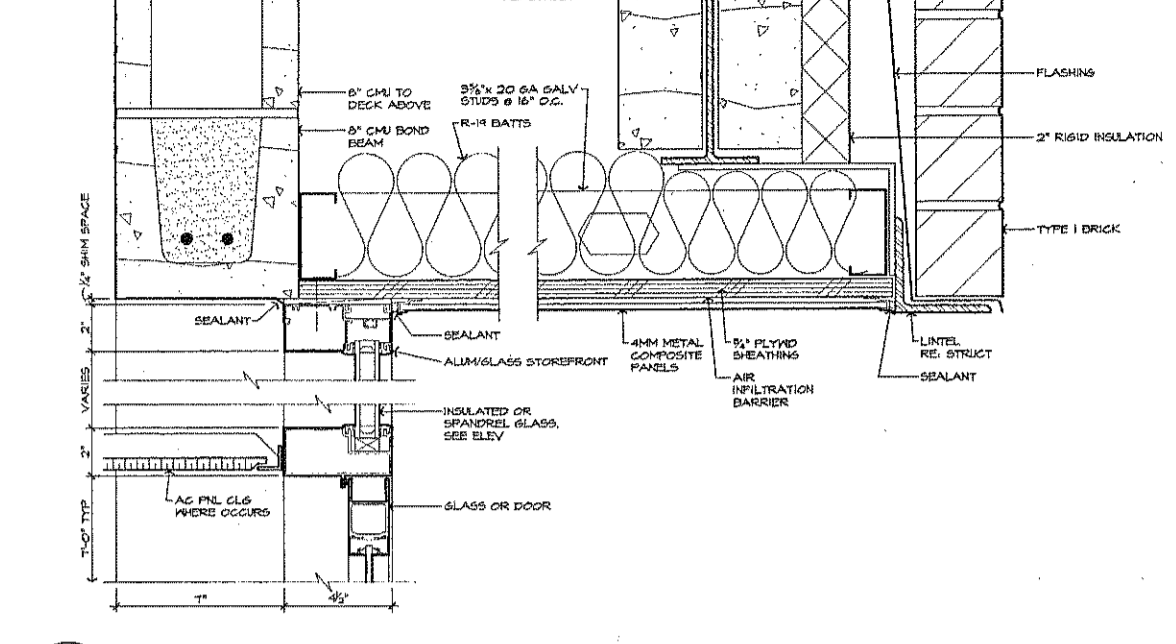 FLASHING
8" CMU TO
DECK ABOVE
3⅝" x 20 GA GALV
STUDS @ 16" O.C.
R-19 BATTS
8" CMU BOND
BEAM
2" RIGID INSULATION
TYPE 1 BRICK
¼" SHIM SPACE
SEALANT
2"
SEALANT
ALUM/GLASS STOREFRONT
4MM METAL
COMPOSITE
PANELS
¾" PLYWD
SHEATHING
AIR
INFILTRATION
BARRIER
LINTEL
RE: STRUCT
SEALANT
VARIES
INSULATED OR
SPANDREL GLASS,
SEE ELEV
2"
AC PNL CLG
WHERE OCCURS
GLASS OR DOOR
7'-0" TYP
7"
4½"